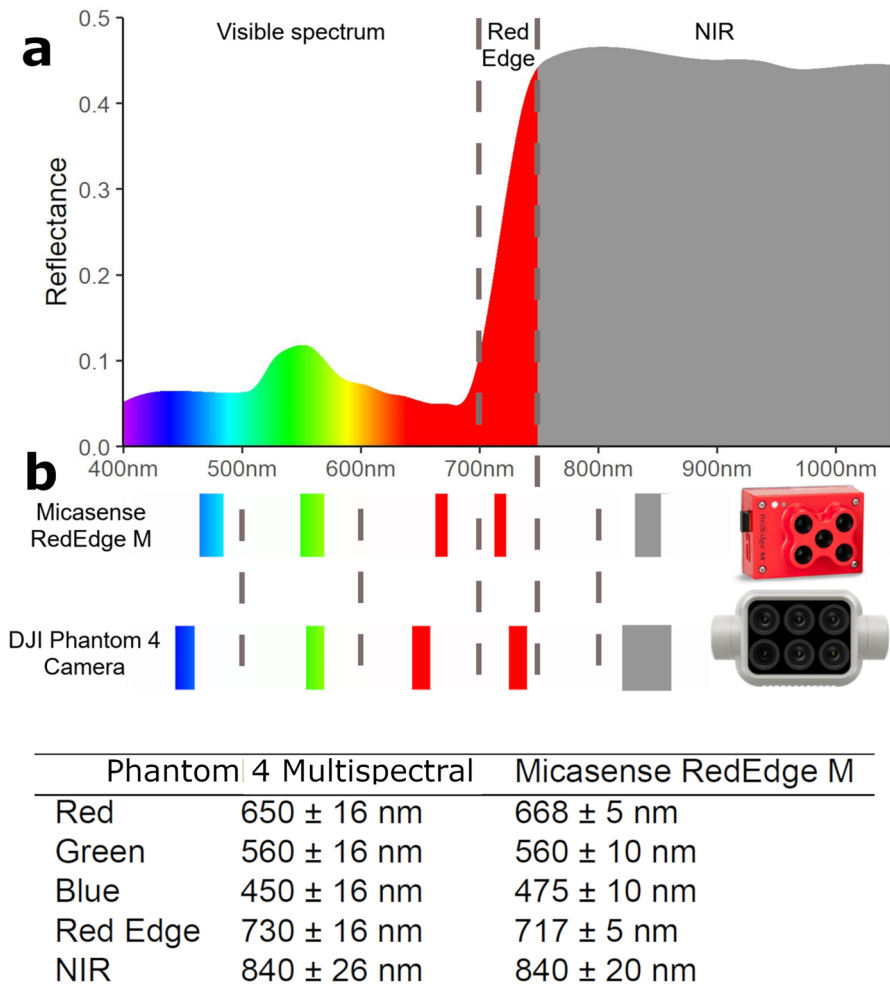 a
Visible spectrum
Red
Edge
NIR
Reflectance
0.5
0.4
0.3
0.2
0.1
0.0
400nm 500nm 600nm 700nm 800nm 900nm 1000nm
b
Micasense
RedEdge M
RedEdge M
DJI Phantom 4
Camera
Phantom 4 Multispectral Micasense RedEdge M
Red 650 ± 16 nm 668 ± 5 nm
Green 560 ± 16 nm 560 ± 10 nm
Blue 450 ± 16 nm 475 ± 10 nm
Red Edge 730 ± 16 nm 717 ± 5 nm
NIR 840 ± 26 nm 840 ± 20 nm